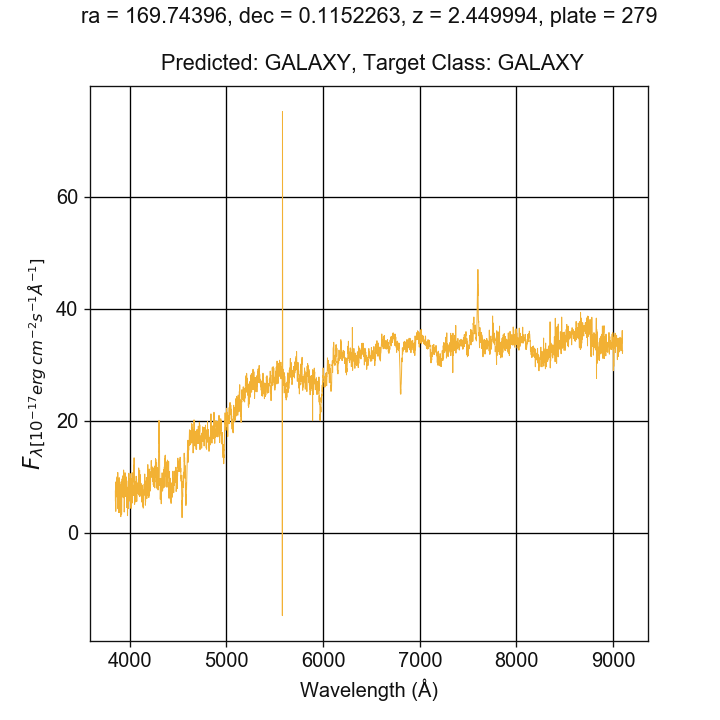 ra = 169.74396, dec = 0.1152263, z = 2.449994, plate = 279
Predicted: GALAXY, Target Class: GALAXY
60
40
20
0
F_λ[10^{-17} erg cm^{-2} s^{-1} Å^{-1}]
4000 5000 6000 7000 8000 9000
Wavelength (Å)